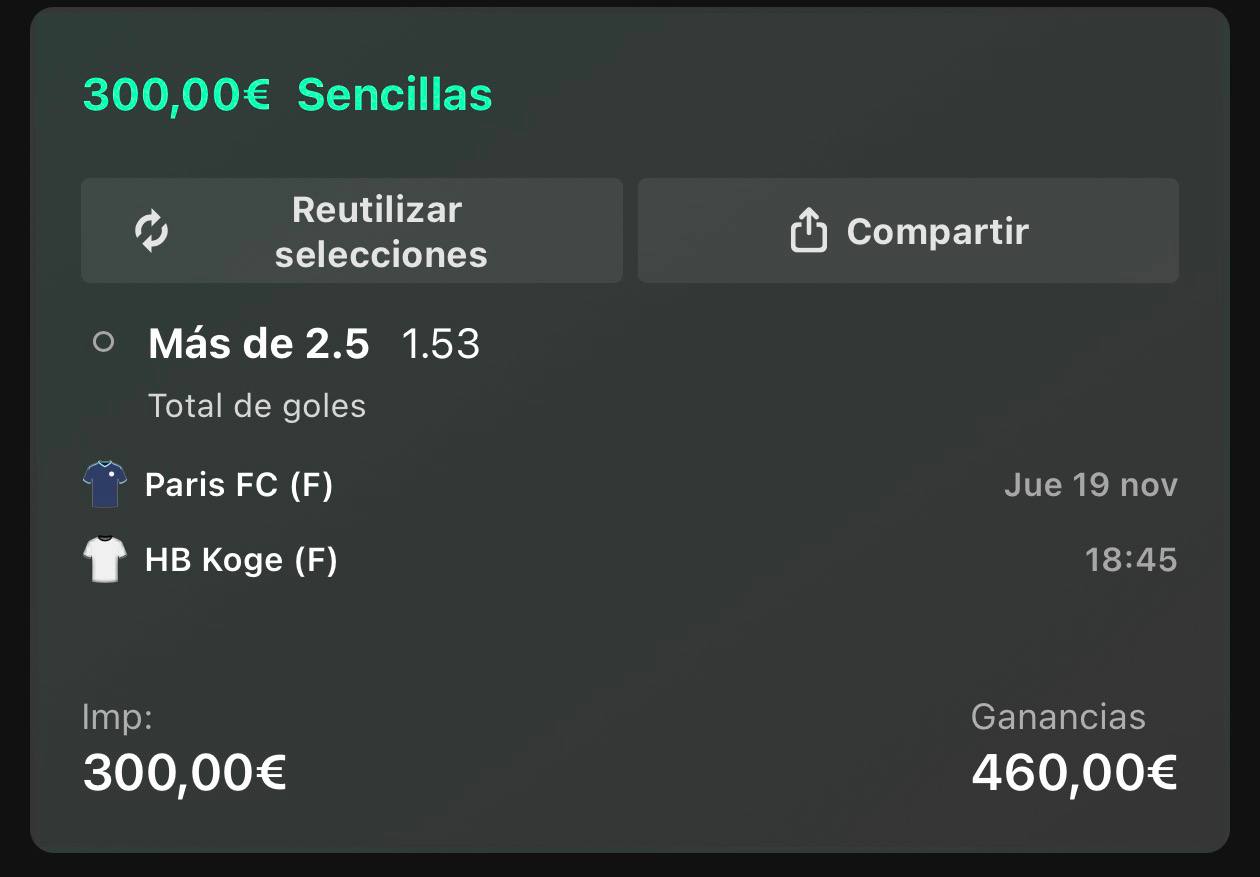 300,00€ Sencillas
Reutilizar
selecciones
Compartir
Más de 2.5 1.53
Total de goles
Paris FC (F)
Jue 19 nov
HB Koge (F)
18:45
Imp:
Ganancias
300,00€
460,00€